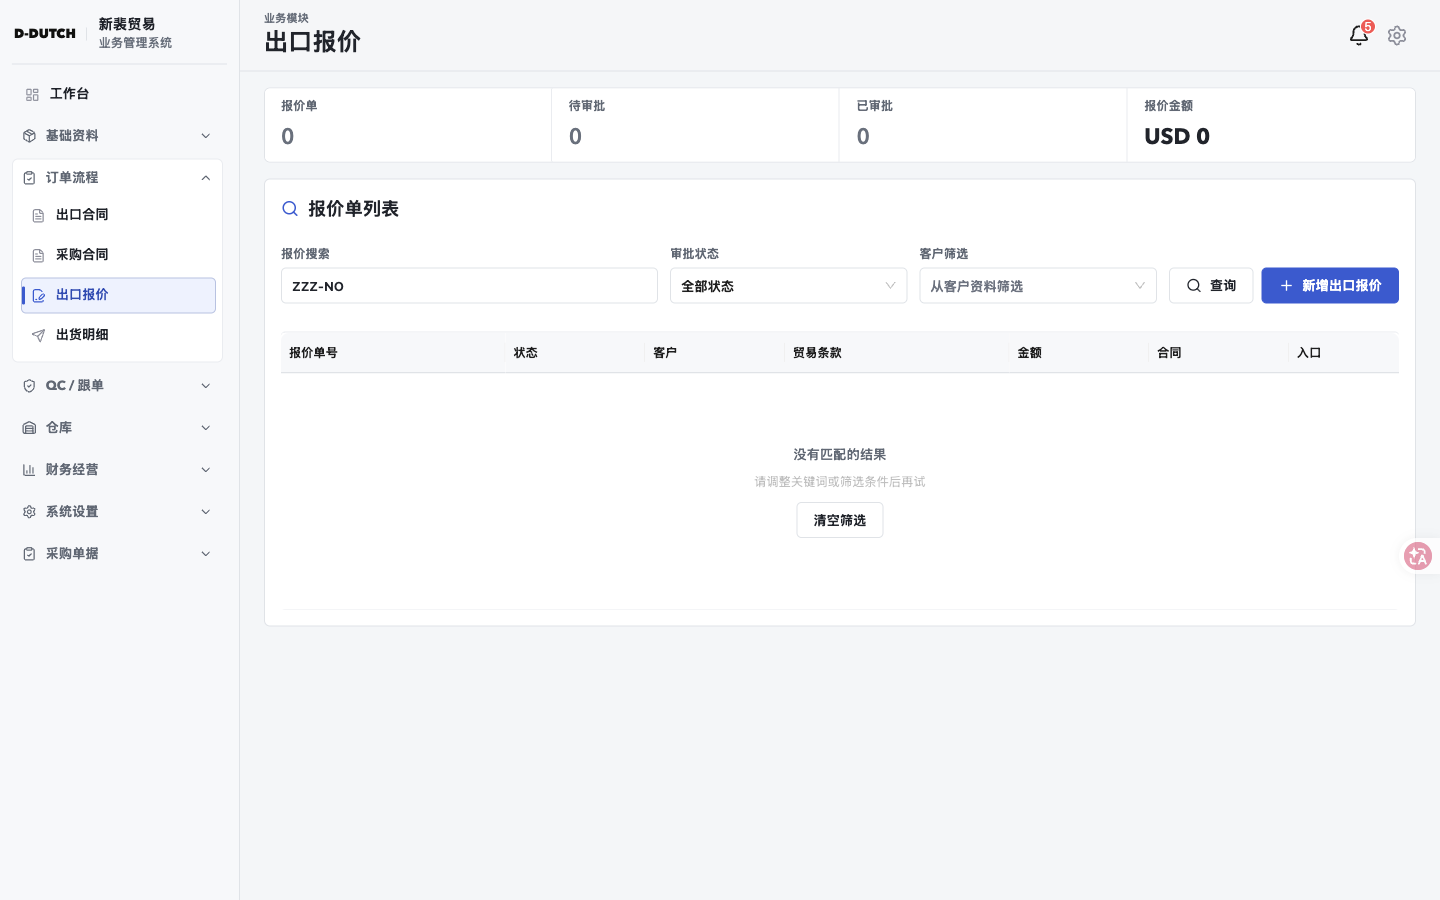 D-DUTCH
新裴贸易
业务管理系统
工作台
基础资料
订单流程
出口合同
采购合同
出口报价
出货明细
QC / 跟单
仓库
财务经营
系统设置
采购单据
业务模块
出口报价
5
报价单
0
待审批
0
已审批
0
报价金额
USD 0
报价单列表
报价搜索
ZZZ-NO
审批状态
全部状态
客户筛选
从客户资料筛选
查询
新增出口报价
报价单号 状态 客户 贸易条款 金额 合同 入口
没有匹配的结果
请调整关键词或筛选条件后再试
清空筛选